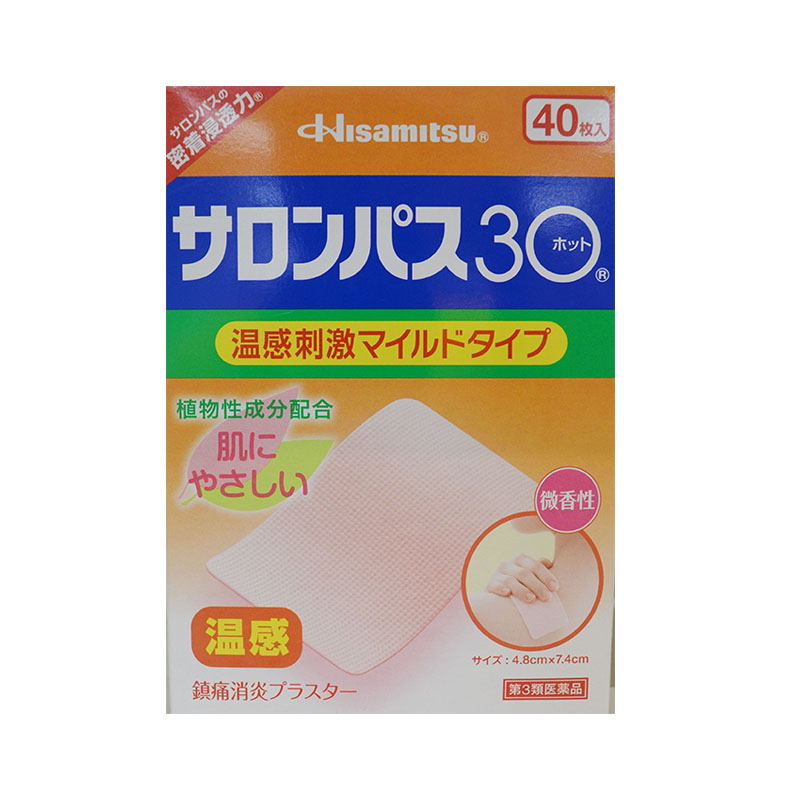 サロンパスの
密着浸透力®
Hisamitsu®
40枚入
サロンパス30®
ホット
温感刺激マイルドタイプ
植物性成分配合
肌に
やさしい
微香性
温感
サイズ：4.8cm×7.4cm
鎮痛消炎プラスター
第3類医薬品